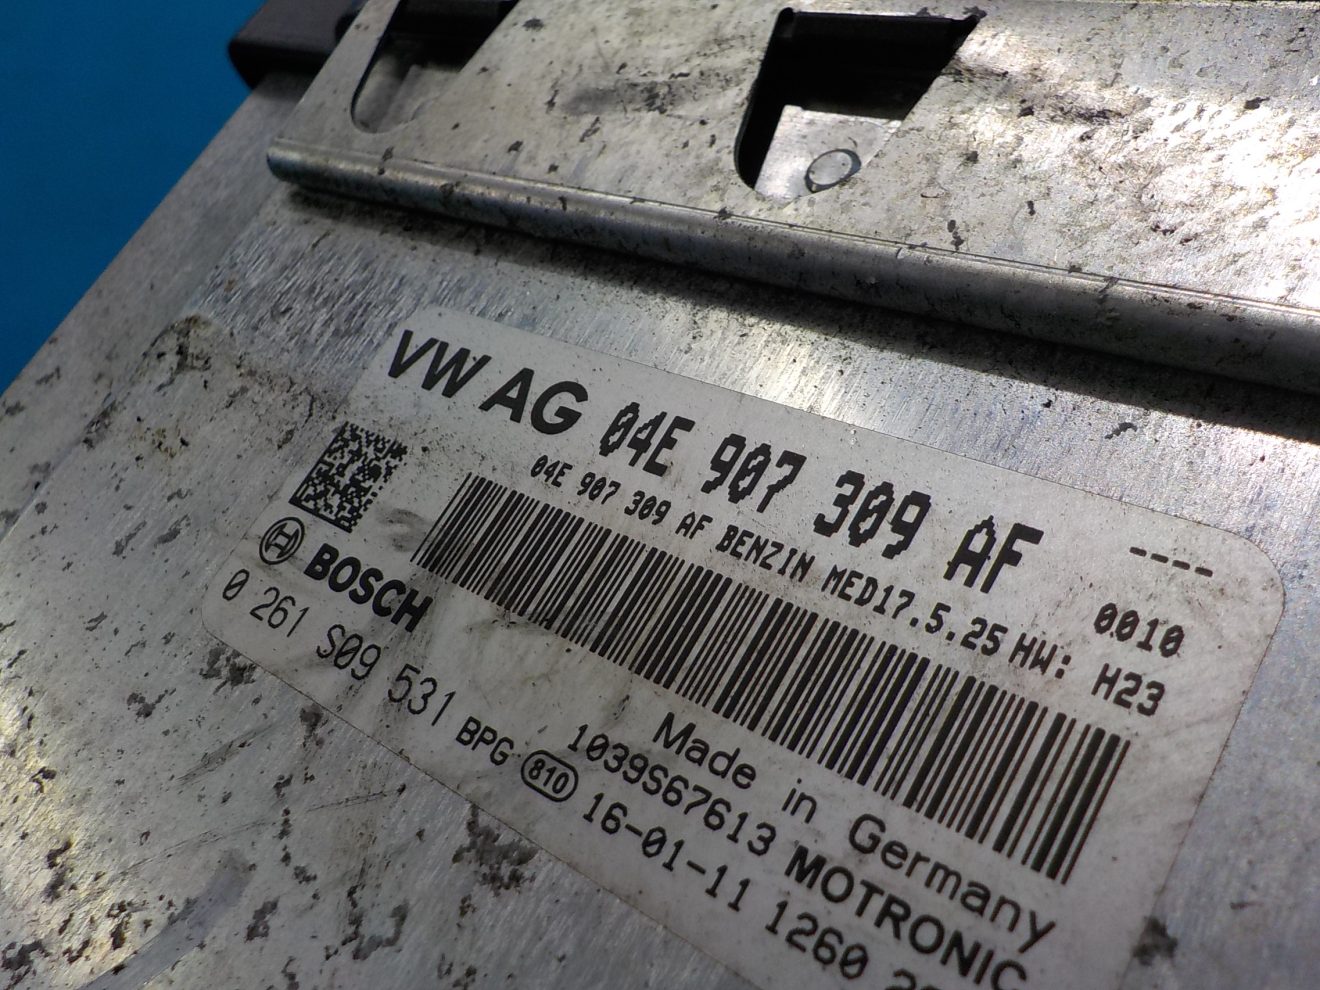 VW AG 04E 907 309 AF ----
04E 907 309 AF BENZIN MED17.5.25 HW: H23 0010
BOSCH
0 261 S09 531
Made in Germany
1039S67613 MOTRONIC
BPG 810 16-01-11 1260